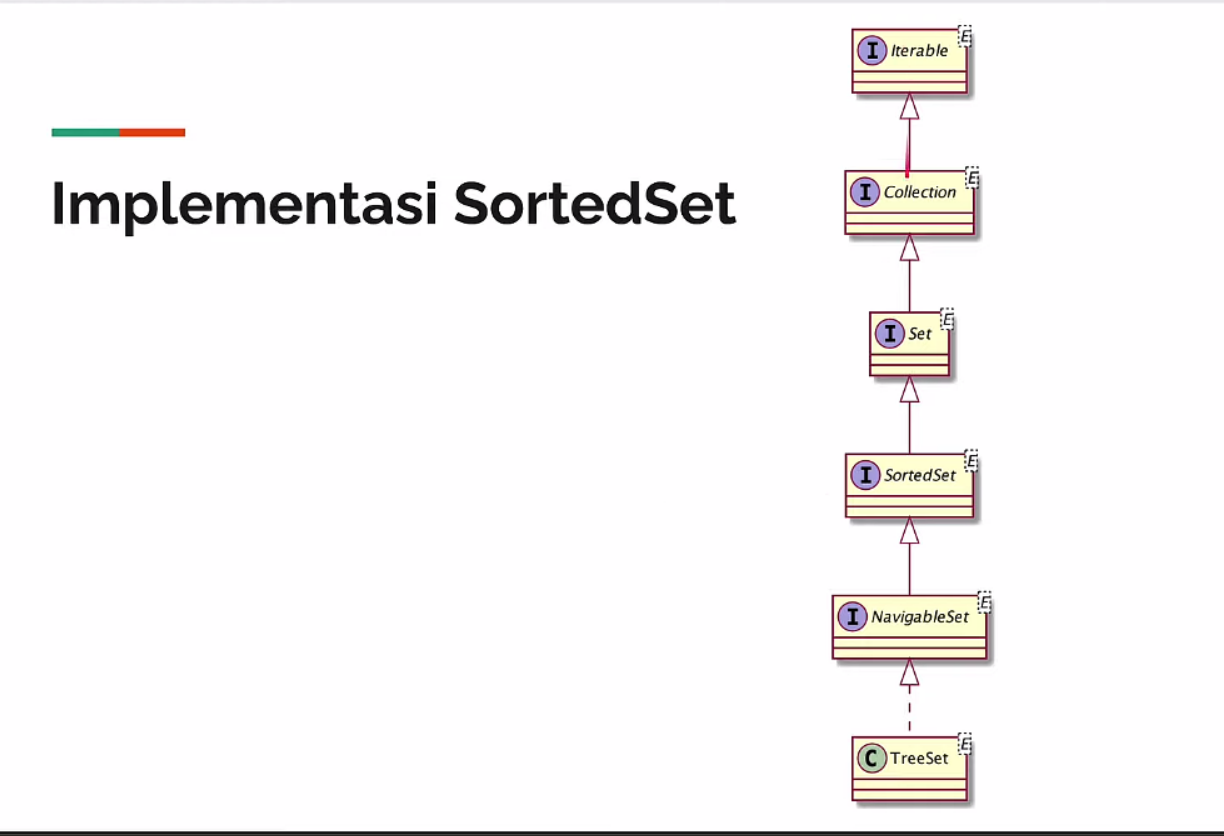 Implementasi SortedSet
E
I Iterable
E
I Collection
E
I Set
E
I SortedSet
E
I NavigableSet
E
C TreeSet